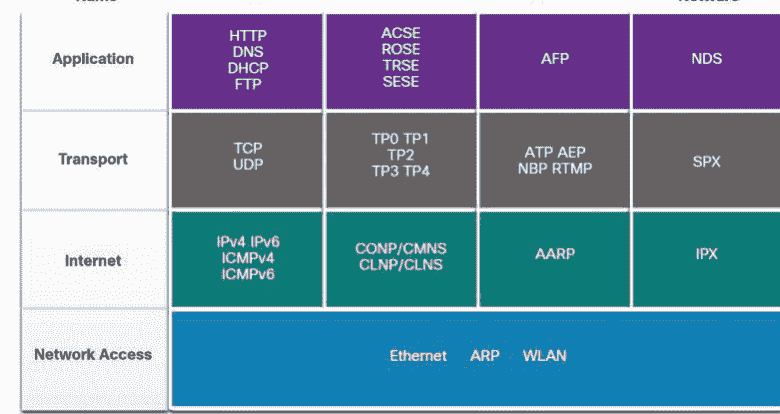 Application
HTTP
DNS
DHCP
FTP
ACSE
ROSE
TRSE
SESE
AFP
NDS
Transport
TCP
UDP
TP0 TP1
TP2
TP3 TP4
ATP AEP
NBP RTMP
SPX
Internet
IPv4 IPv6
ICMPv4
ICMPv6
CONP/CMNS
CLNP/CLNS
AARP
IPX
Network Access
Ethernet ARP WLAN